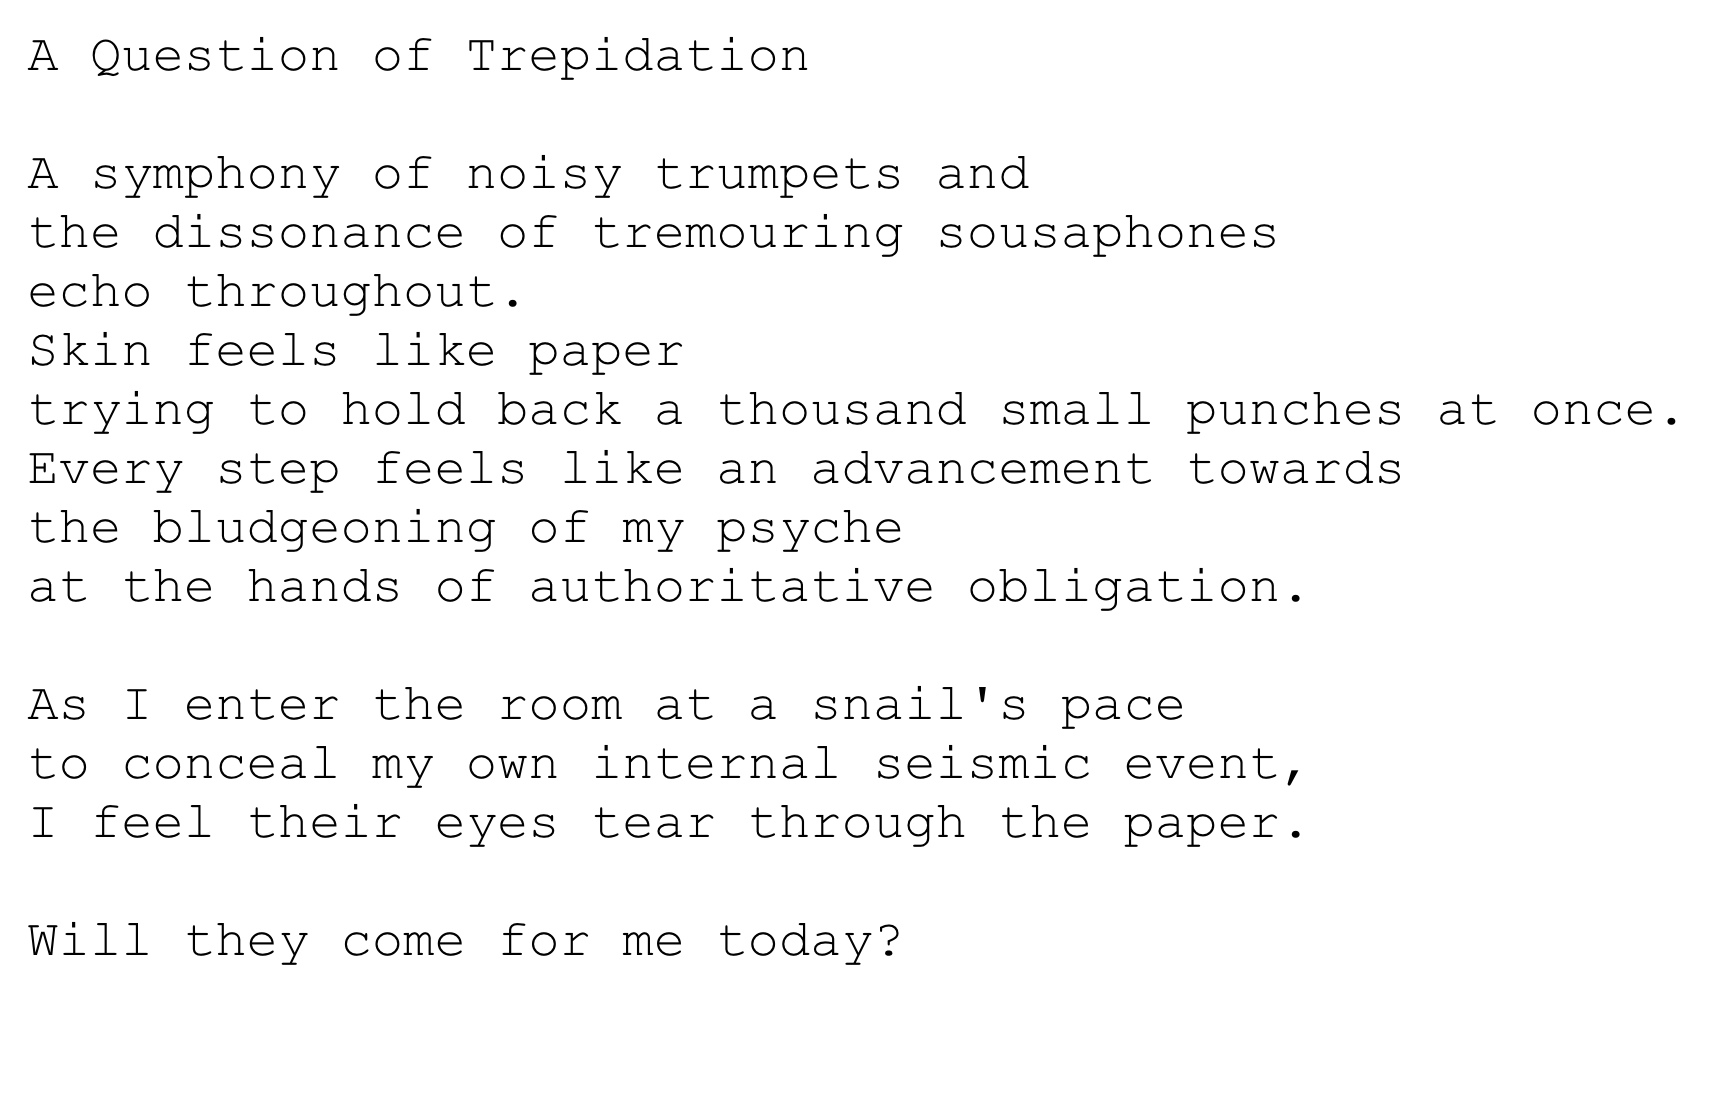 A Question of Trepidation

A symphony of noisy trumpets and
the dissonance of tremouring sousaphones
echo throughout.
Skin feels like paper
trying to hold back a thousand small punches at once.
Every step feels like an advancement towards
the bludgeoning of my psyche
at the hands of authoritative obligation.

As I enter the room at a snail's pace
to conceal my own internal seismic event,
I feel their eyes tear through the paper.

Will they come for me today?